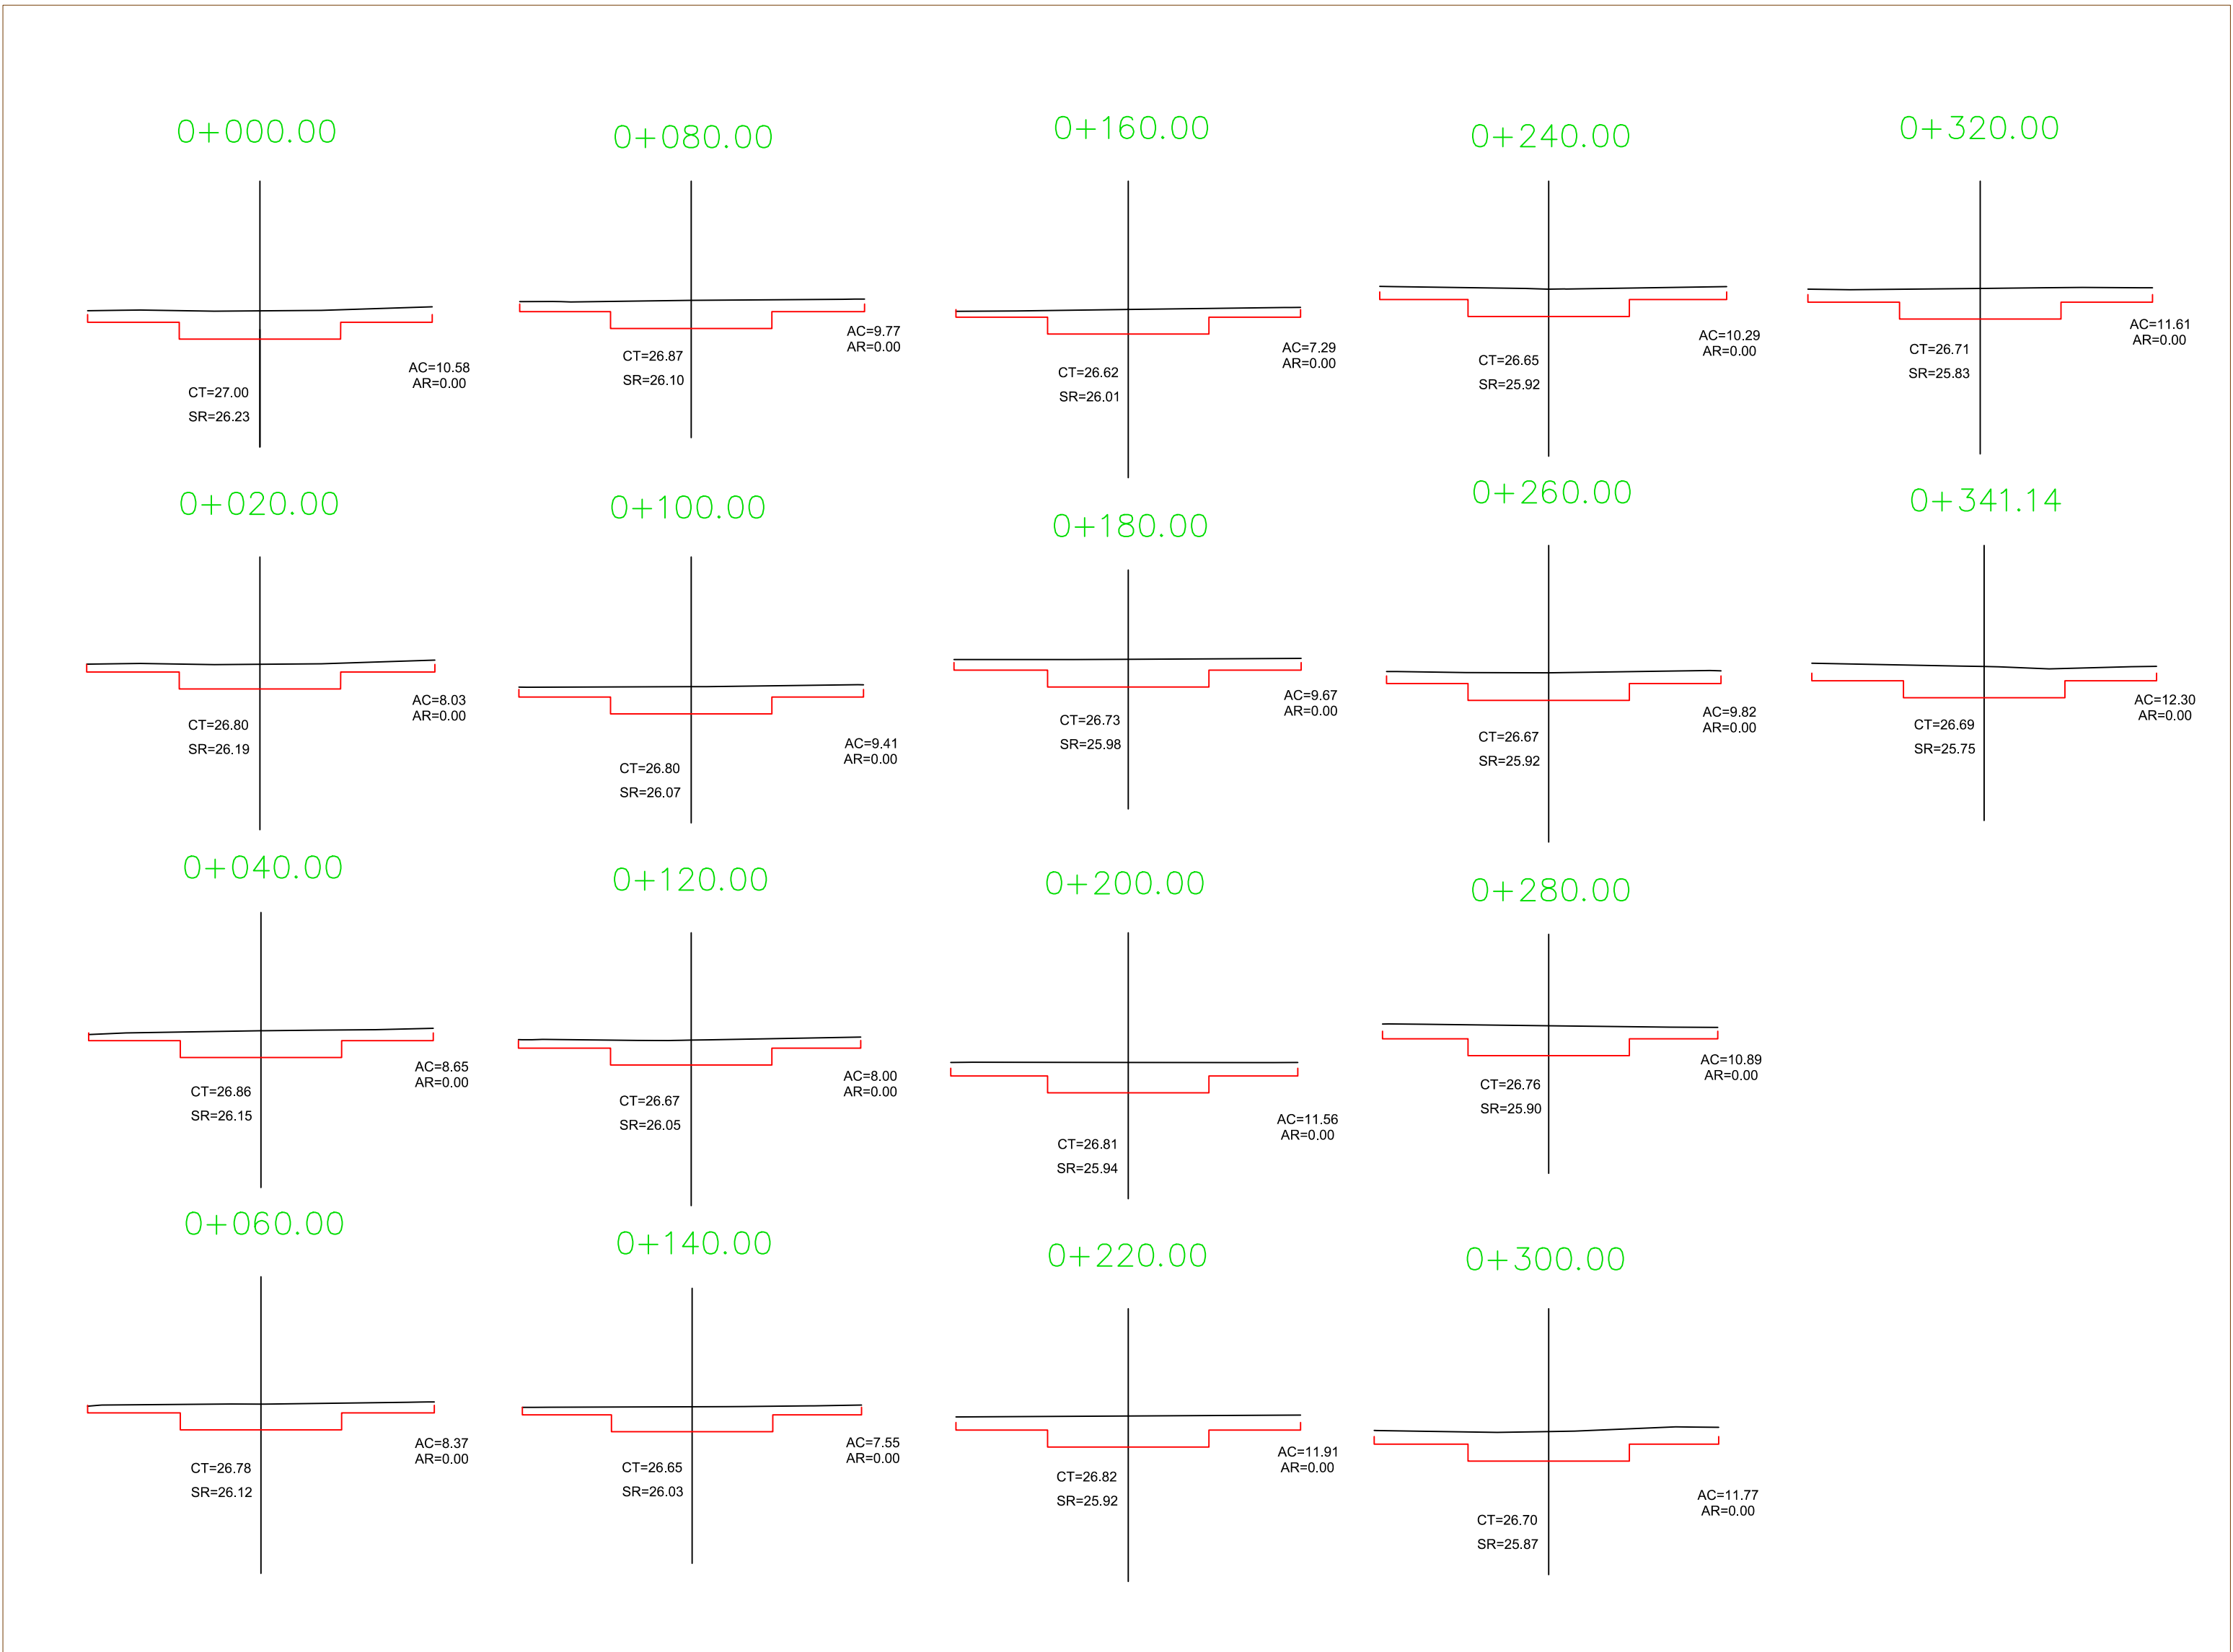 0+000.00
AC=10.58
AR=0.00
CT=27.00
SR=26.23
0+020.00
AC=8.03
AR=0.00
CT=26.80
SR=26.19
0+040.00
AC=8.65
AR=0.00
CT=26.86
SR=26.15
0+060.00
AC=8.37
AR=0.00
CT=26.78
SR=26.12
0+080.00
AC=9.77
AR=0.00
CT=26.87
SR=26.10
0+100.00
AC=9.41
AR=0.00
CT=26.80
SR=26.07
0+120.00
AC=8.00
AR=0.00
CT=26.67
SR=26.05
0+140.00
AC=7.55
AR=0.00
CT=26.65
SR=26.03
0+160.00
AC=7.29
AR=0.00
CT=26.62
SR=26.01
0+180.00
AC=9.67
AR=0.00
CT=26.73
SR=25.98
0+200.00
AC=11.56
AR=0.00
CT=26.81
SR=25.94
0+220.00
AC=11.91
AR=0.00
CT=26.82
SR=25.92
0+240.00
AC=10.29
AR=0.00
CT=26.65
SR=25.92
0+260.00
AC=9.82
AR=0.00
CT=26.67
SR=25.92
0+280.00
AC=10.89
AR=0.00
CT=26.76
SR=25.90
0+300.00
AC=11.77
AR=0.00
CT=26.70
SR=25.87
0+320.00
AC=11.61
AR=0.00
CT=26.71
SR=25.83
0+341.14
AC=12.30
AR=0.00
CT=26.69
SR=25.75